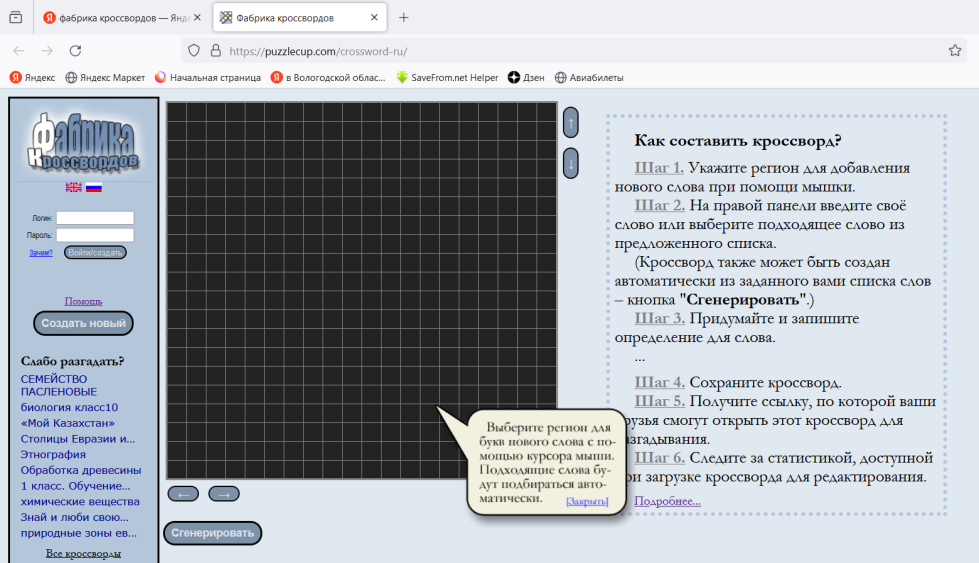 фабрика кроссвордов — Янде
Фабрика кроссвордов
https://puzzlecup.com/crossword-ru/
Яндекс
Яндекс Маркет
Начальная страница
в Вологодской облас...
SaveFrom.net Helper
Дзен
Авиабилеты
Фабрика
Кроссвордов
Логин:
Пароль:
Зачем?
Войти/создать
Помощь
Создать новый
Слабо разгадать?
СЕМЕЙСТВО
ПАСЛЕНОВЫЕ
биология класс10
«Мой Казахстан»
Столицы Евразии и...
Этнография
Обработка древесины
1 класс. Обучение...
химические вещества
Знай и люби свою...
природные зоны ев...
Все кроссворды
↑
↓
← →
Сгенерировать
Выберите регион для
букв нового слова с по-
мощью курсора мыши.
Подходящие слова бу-
дут подбираться авто-
матически. [Закрыть]
Как составить кроссворд?
Шаг 1. Укажите регион для добавления
нового слова при помощи мышки.
Шаг 2. На правой панели введите своё
слово или выберите подходящее слово из
предложенного списка.
(Кроссворд также может быть создан
автоматически из заданного вами списка слов
– кнопка "Сгенерировать".)
Шаг 3. Придумайте и запишите
определение для слова.
...
Шаг 4. Сохраните кроссворд.
Шаг 5. Получите ссылку, по которой ваши
рузья смогут открыть этот кроссворд для
азгадывания.
Шаг 6. Следите за статистикой, доступной
ри загрузке кроссворда для редактирования.
Подробнее...